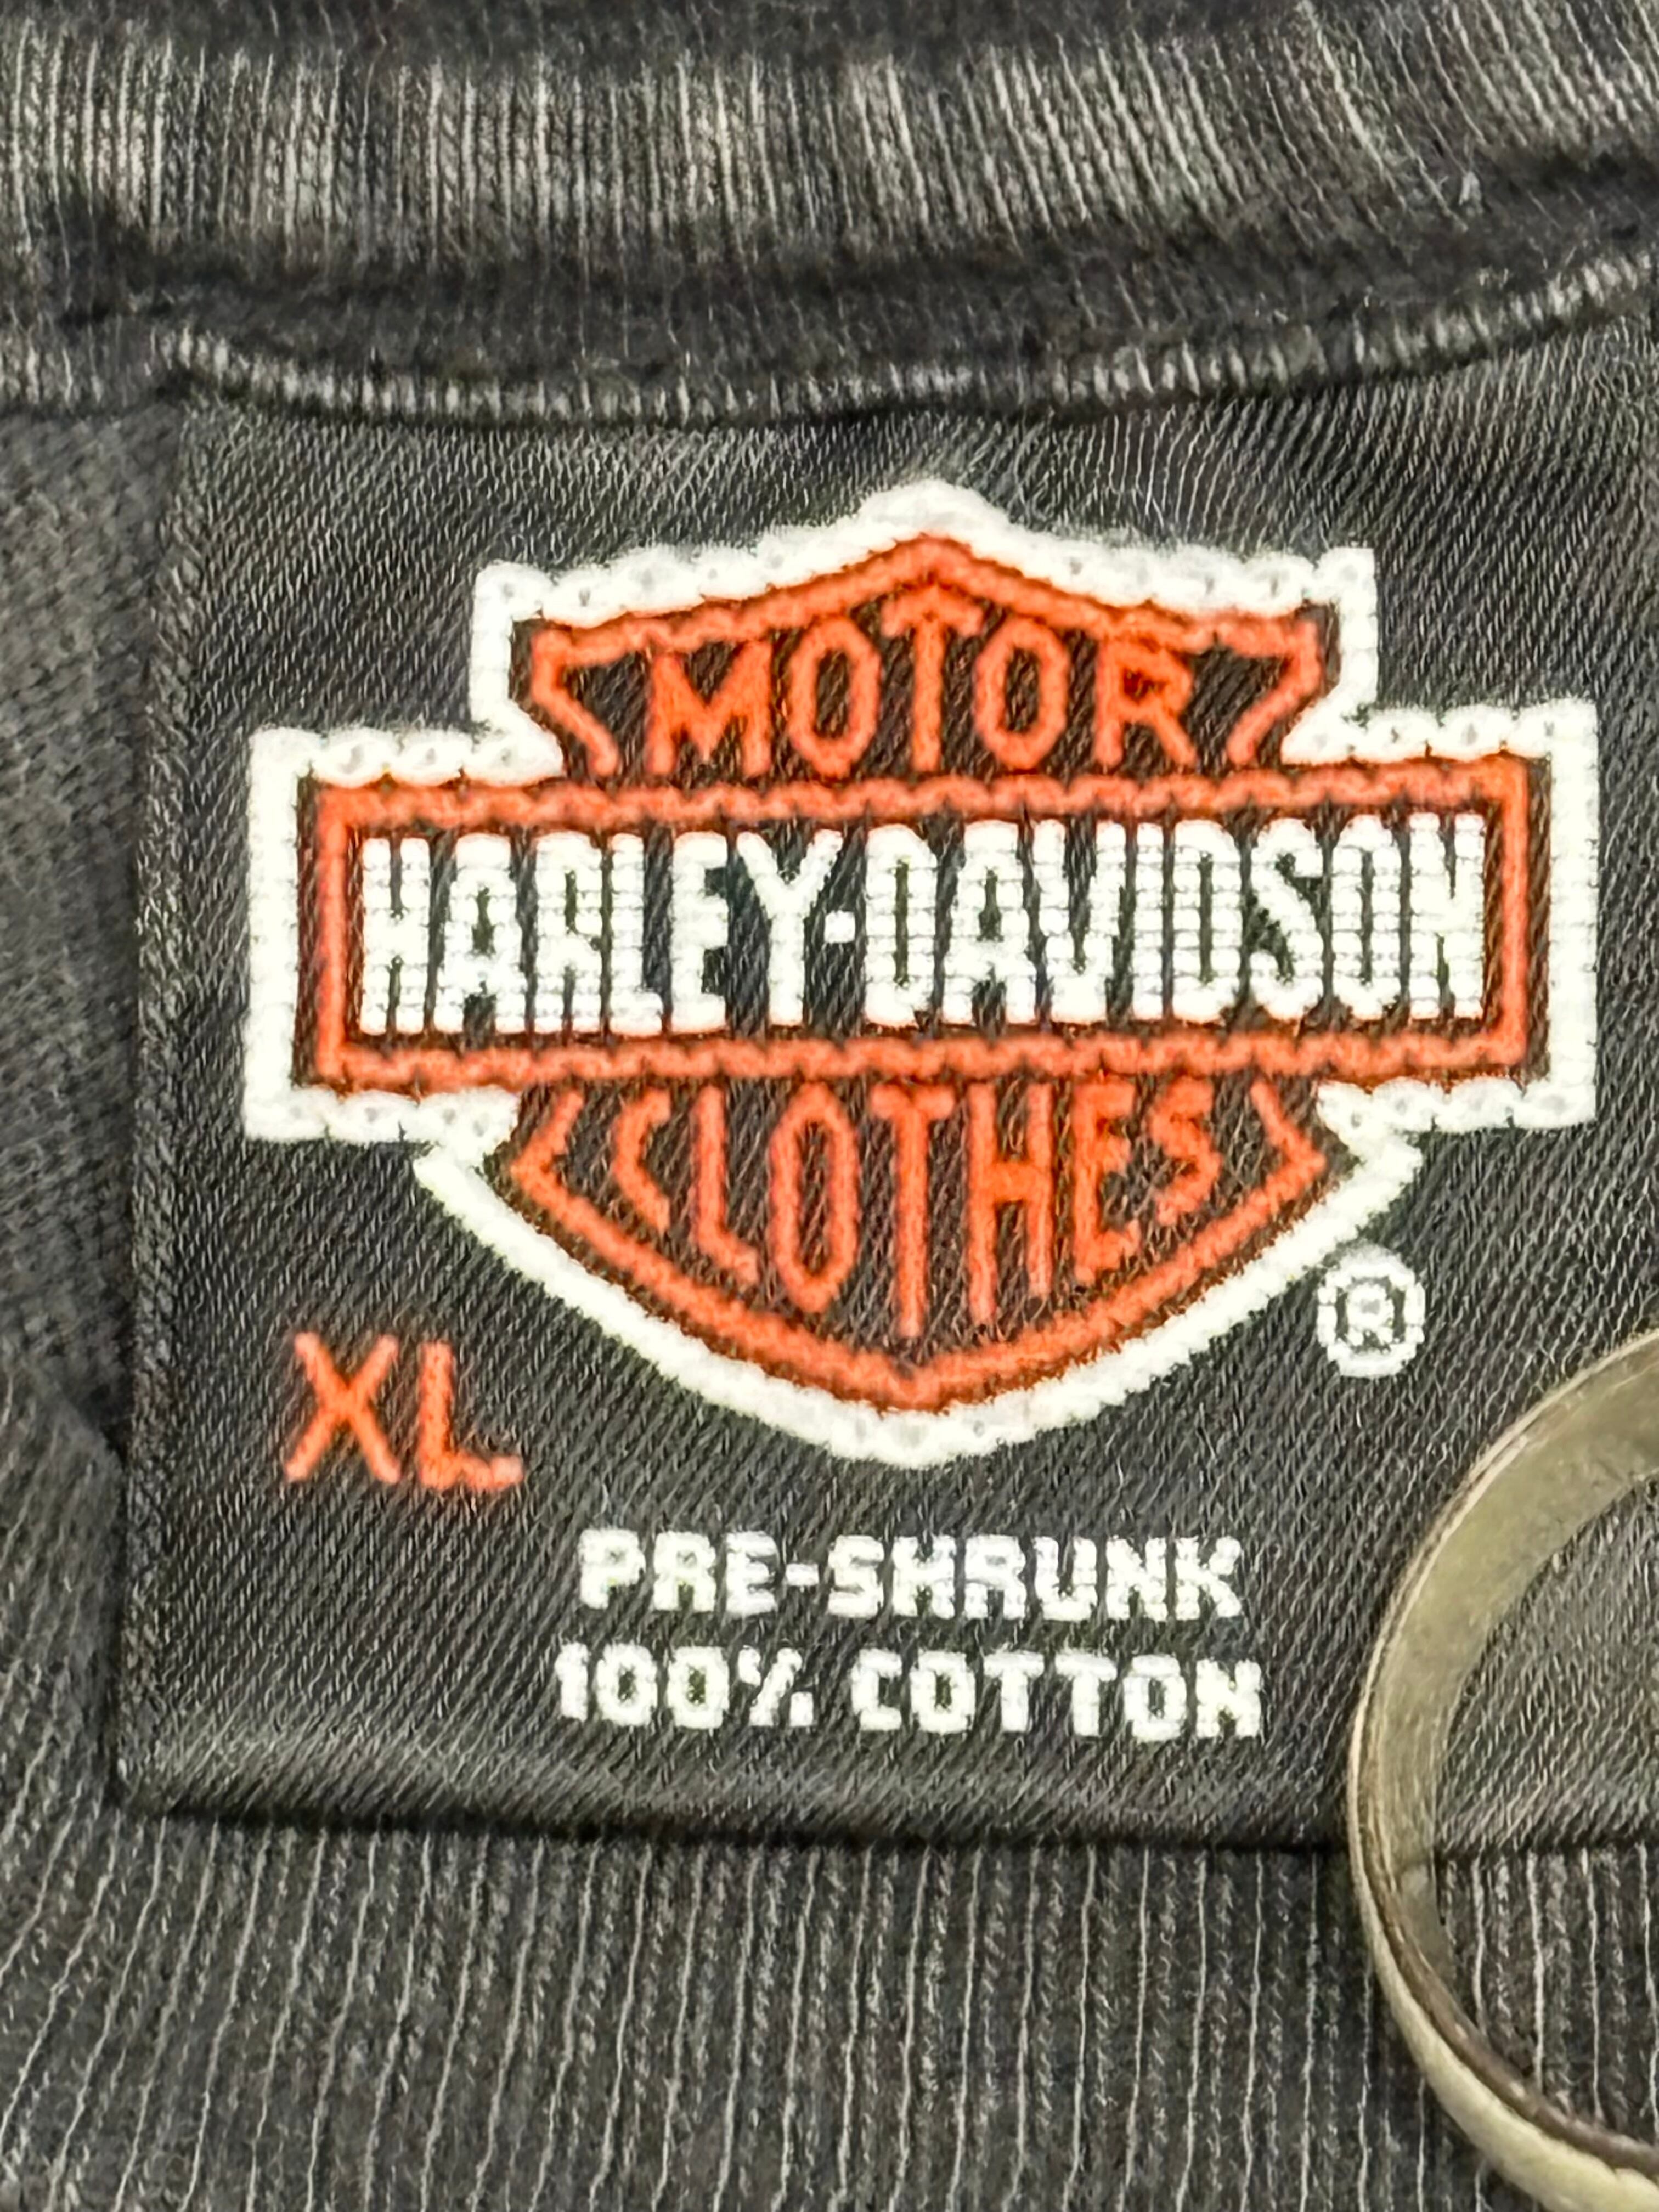 MOTOR
HARLEY-DAVIDSON
CLOTHES
®
XL
PRE-SHRUNK
100% COTTON